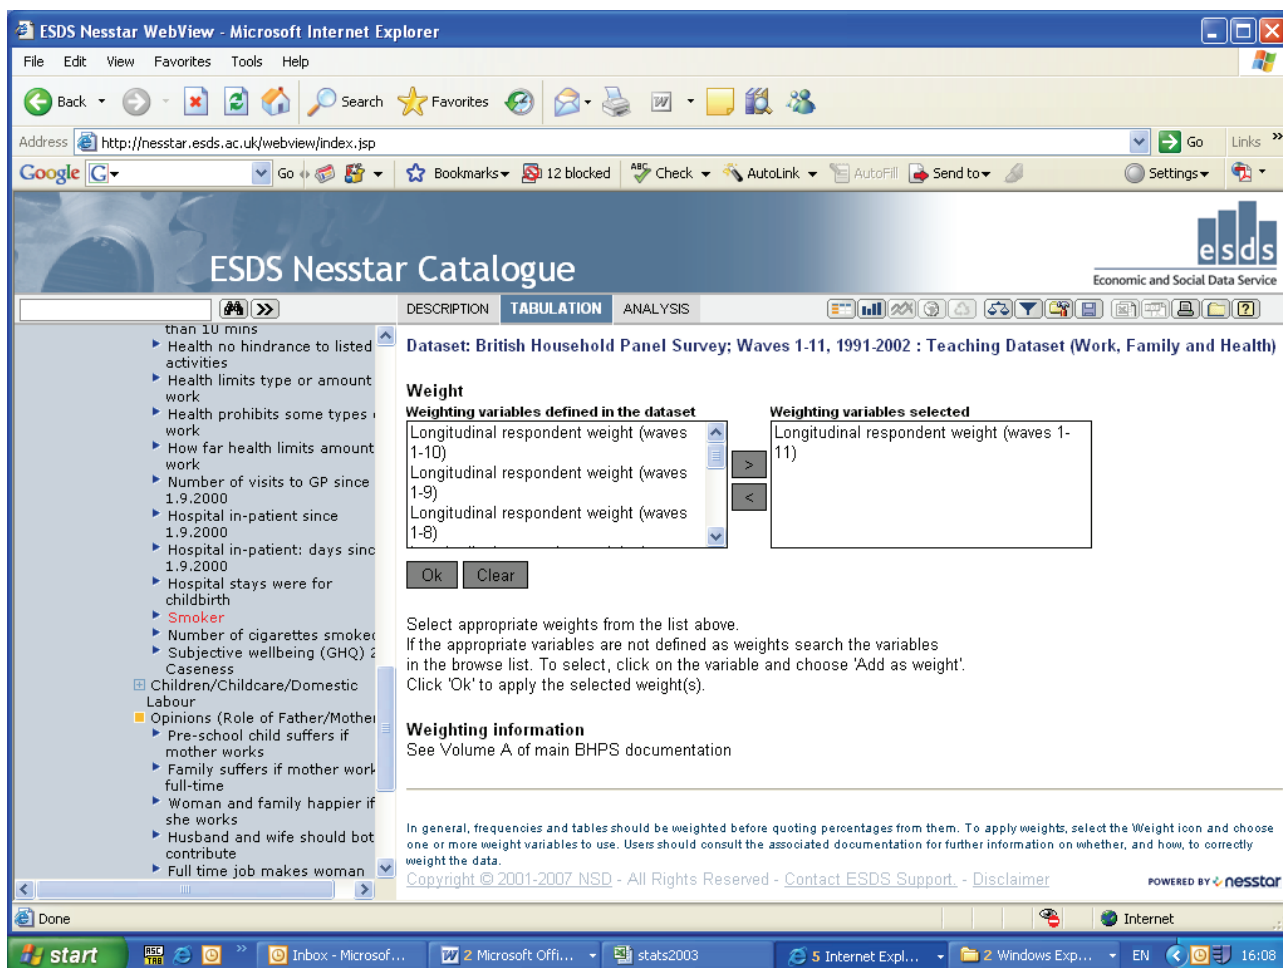 ESDS Nesstar WebView - Microsoft Internet Explorer
File Edit View Favorites Tools Help
Back Search Favorites
Address http://nesstar.esds.ac.uk/webview/index.jsp Go Links »
Google G Go Bookmarks 12 blocked ABC Check AutoLink AutoFill Send to Settings
ESDS Nesstar Catalogue
esds
Economic and Social Data Service
DESCRIPTION TABULATION ANALYSIS
than 10 mins
Health no hindrance to listed
activities
Health limits type or amount
work
Health prohibits some types
work
How far health limits amount
work
Number of visits to GP since
1.9.2000
Hospital in-patient since
1.9.2000
Hospital in-patient: days sinc
1.9.2000
Hospital stays were for
childbirth
Smoker
Number of cigarettes smoked
Subjective wellbeing (GHQ) 2
Caseness
Children/Childcare/Domestic
Labour
Opinions (Role of Father/Mother
Pre-school child suffers if
mother works
Family suffers if mother work
full-time
Woman and family happier if
she works
Husband and wife should bot
contribute
Full time job makes woman
Dataset: British Household Panel Survey; Waves 1-11, 1991-2002 : Teaching Dataset (Work, Family and Health)
Weight
Weighting variables defined in the dataset
Longitudinal respondent weight (waves
1-10)
Longitudinal respondent weight (waves
1-9)
Longitudinal respondent weight (waves
1-8)
>
<
Weighting variables selected
Longitudinal respondent weight (waves 1-
11)
Ok Clear
Select appropriate weights from the list above.
If the appropriate variables are not defined as weights search the variables
in the browse list. To select, click on the variable and choose 'Add as weight'.
Click 'Ok' to apply the selected weight(s).
Weighting information
See Volume A of main BHPS documentation
In general, frequencies and tables should be weighted before quoting percentages from them. To apply weights, select the Weight icon and choose
one or more weight variables to use. Users should consult the associated documentation for further information on whether, and how, to correctly
weight the data.
Copyright © 2001-2007 NSD - All Rights Reserved - Contact ESDS Support. - Disclaimer
POWERED BY nesstar
Done Internet
start » Inbox - Microsof... 2 Microsoft Offi... stats2003 5 Internet Expl... 2 Windows Exp... EN 16:08